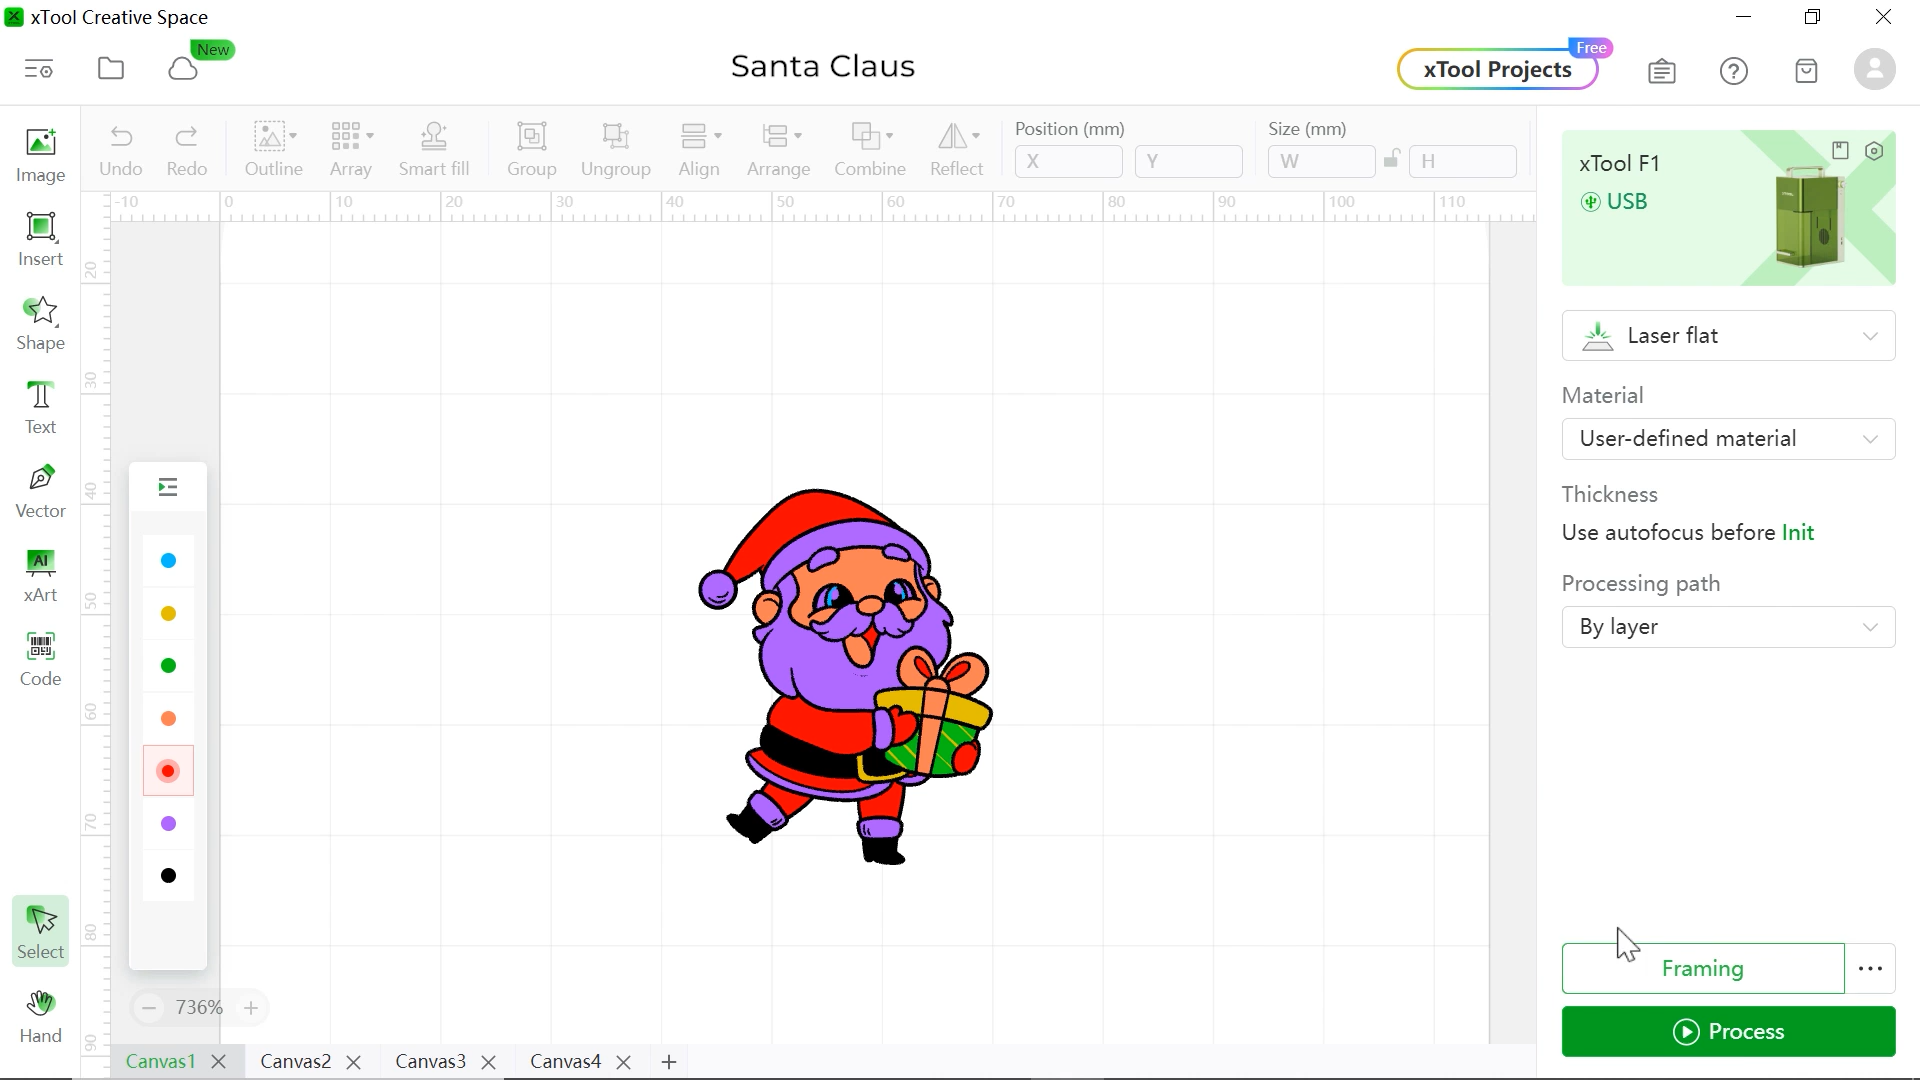 xTool Creative Space
New
Santa Claus
xTool Projects
Free
Image
Insert
Shape
Text
Vector
AI
xArt
Code
Select
Hand
Undo
Redo
Outline
Array
Smart fill
Group
Ungroup
Align
Arrange
Combine
Reflect
Position (mm)
X
Y
Size (mm)
W
H
-10
0
10
20
30
40
50
60
70
80
90
100
110
20
30
40
50
60
70
80
90
736%
Canvas1
Canvas2
Canvas3
Canvas4
xTool F1
USB
Laser flat
Material
User-defined material
Thickness
Use autofocus before Init
Processing path
By layer
Framing
Process